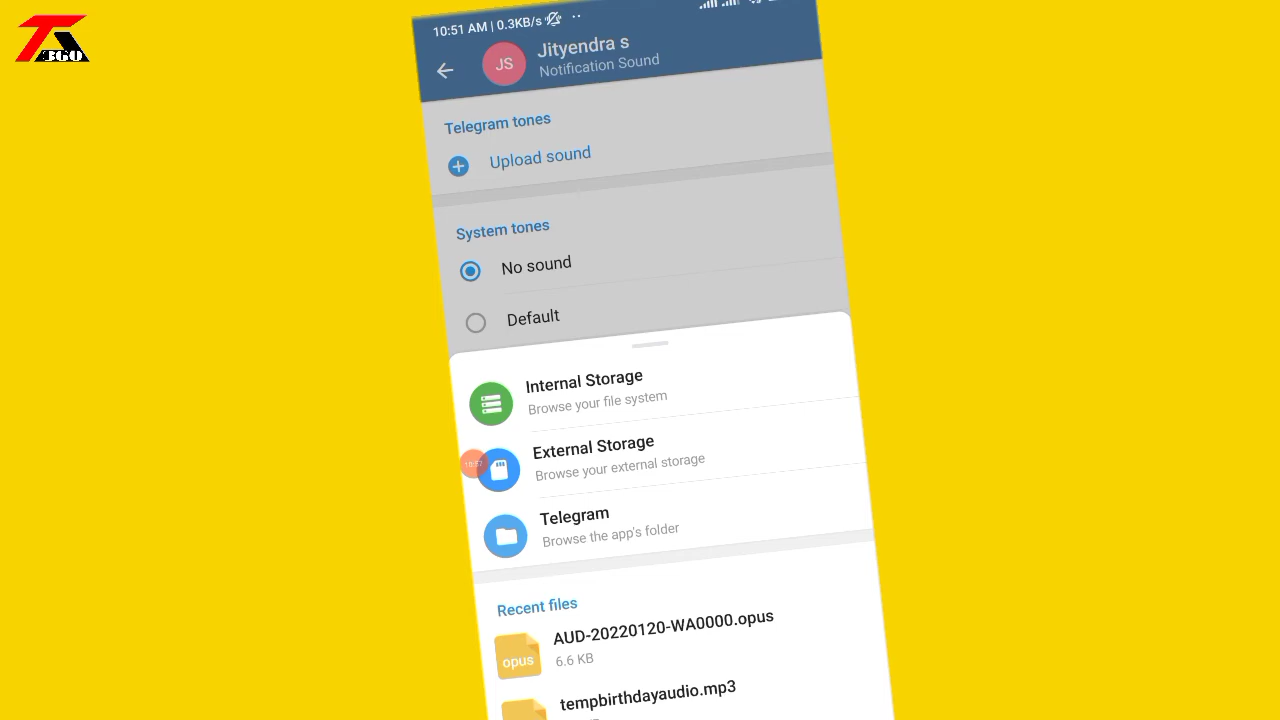 TA
360
10:51 AM | 0.3KB/s
JS
Jityendra s
Notification Sound
Telegram tones
Upload sound
System tones
No sound
Default
Internal Storage
Browse your file system
External Storage
Browse your external storage
Telegram
Browse the app's folder
Recent files
opus
AUD-20220120-WA0000.opus
6.6 KB
tempbirthdayaudio.mp3